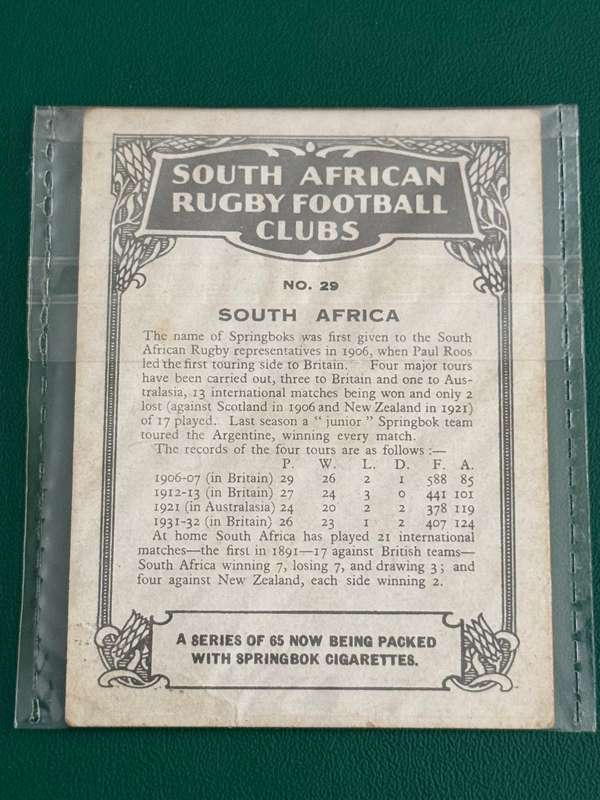 SOUTH AFRICAN
RUGBY FOOTBALL
CLUBS
NO. 29
SOUTH AFRICA
The name of Springboks was first given to the South
African Rugby representatives in 1906, when Paul Roos
led the first touring side to Britain. Four major tours
have been carried out, three to Britain and one to Aus-
tralasia, 13 international matches being won and only 2
lost (against Scotland in 1906 and New Zealand in 1921)
of 17 played. Last season a "junior" Springbok team
toured the Argentine, winning every match.
The records of the four tours are as follows :—
P. W. L. D. F. A.
1906-07 (in Britain) 29 26 2 1 588 85
1912-13 (in Britain) 27 24 3 0 441 101
1921 (in Australasia) 24 20 2 2 378 119
1931-32 (in Britain) 26 23 1 2 407 124
At home South Africa has played 21 international
matches—the first in 1891—17 against British teams—
South Africa winning 7, losing 7, and drawing 3; and
four against New Zealand, each side winning 2.
A SERIES OF 65 NOW BEING PACKED
WITH SPRINGBOK CIGARETTES.